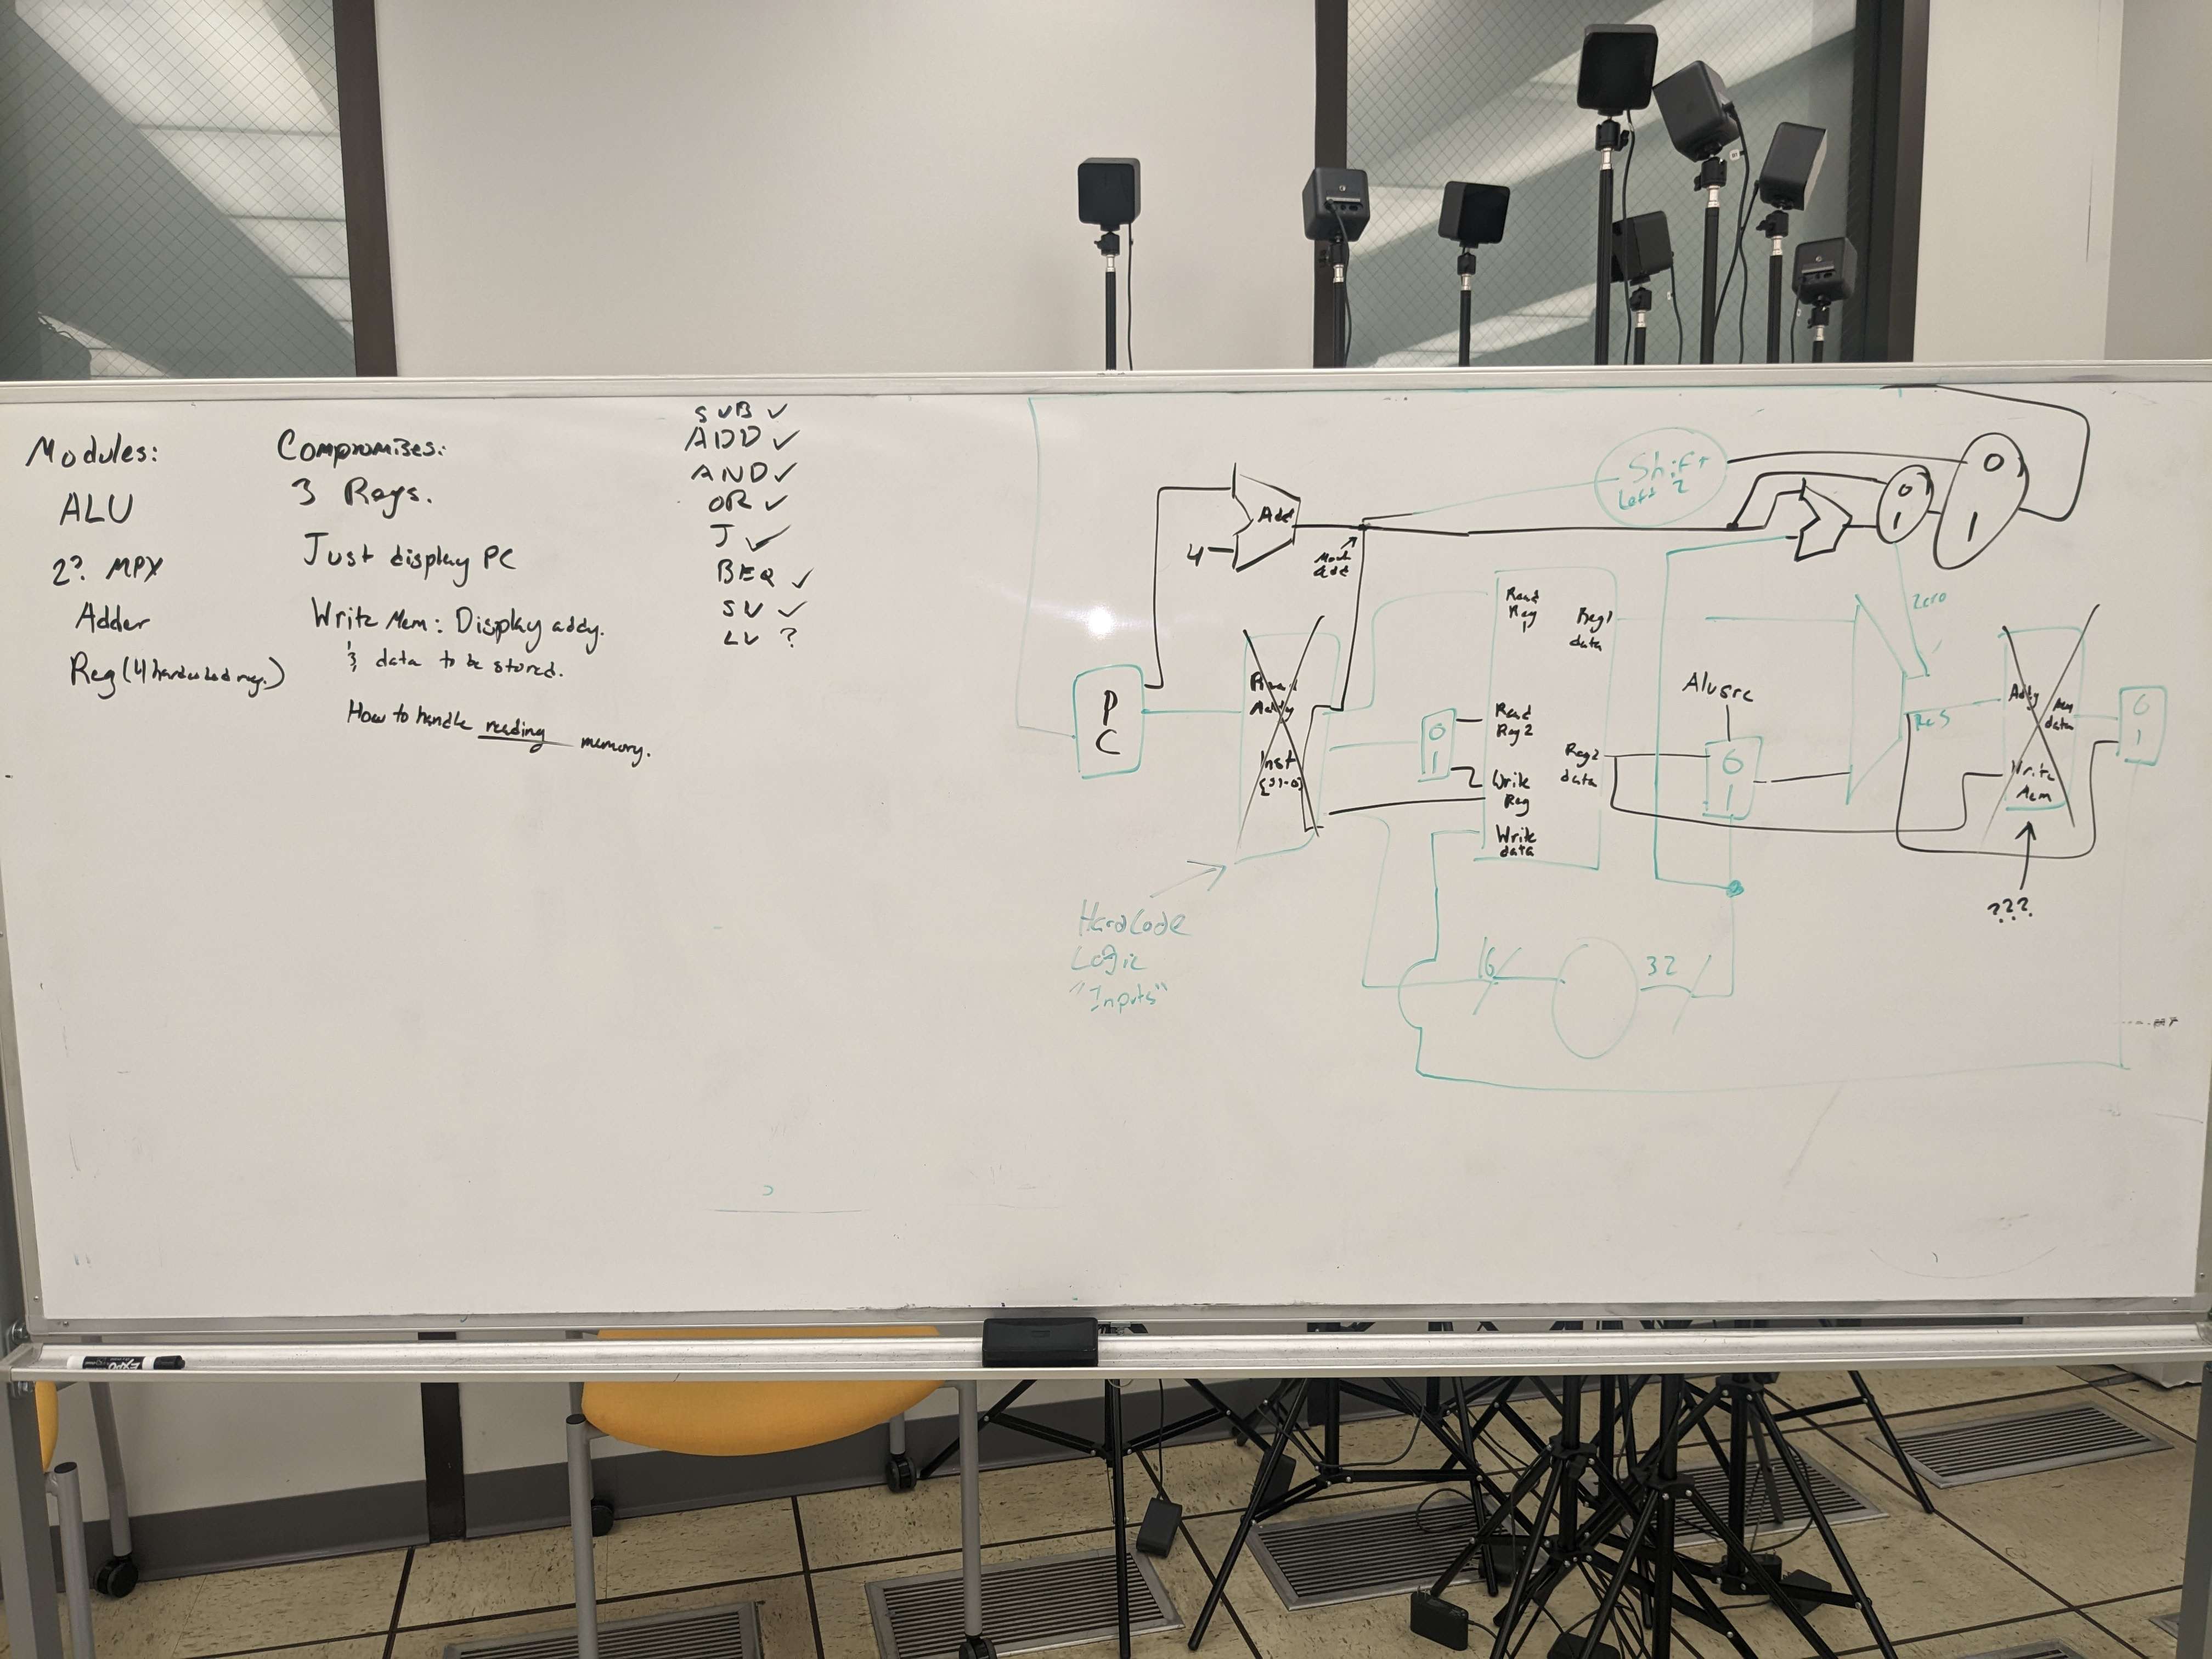 Modules:
ALU
2? MPX
Adder
Reg (4 hardcoded reg.)
Compromises:
3 Regs.
Just display PC
Write Mem: Display addy.
& data to be stored.
How to handle reading memory.
SUB ✓
ADD ✓
AND ✓
OR ✓
J ✓
BEQ ✓
SW ✓
LW ?
Shift
left 2
0
1
0
1
Add
4
PC
Read
Addy
Inst
[31-0]
HardCode
Logic
"Inputs"
0
1
Read
Reg
1
Read
Reg2
Write
Reg
Write
data
Reg1
data
Reg2
data
Alusrc
0
1
Zero
Res
Addy
Mem
data
Write
Mem
???
0
1
16
32